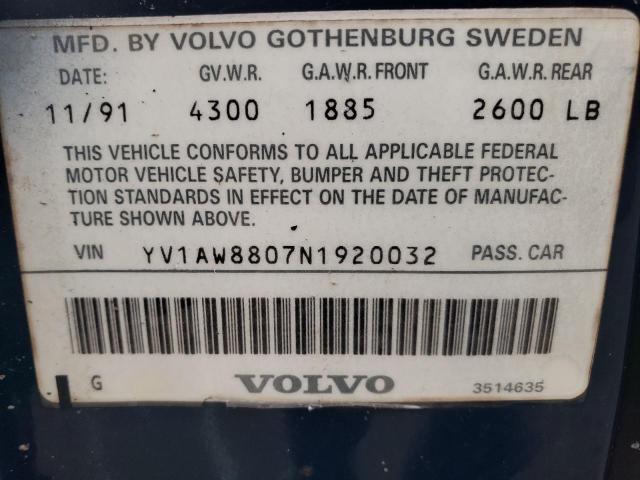 MFD. BY VOLVO GOTHENBURG SWEDEN
DATE: G.V.W.R. G.A.W.R. FRONT G.A.W.R. REAR
11/91 4300 1885 2600 LB
THIS VEHICLE CONFORMS TO ALL APPLICABLE FEDERAL
MOTOR VEHICLE SAFETY, BUMPER AND THEFT PROTEC-
TION STANDARDS IN EFFECT ON THE DATE OF MANUFAC-
TURE SHOWN ABOVE.
VIN YV1AW8807N1920032 PASS. CAR
G VOLVO 3514635